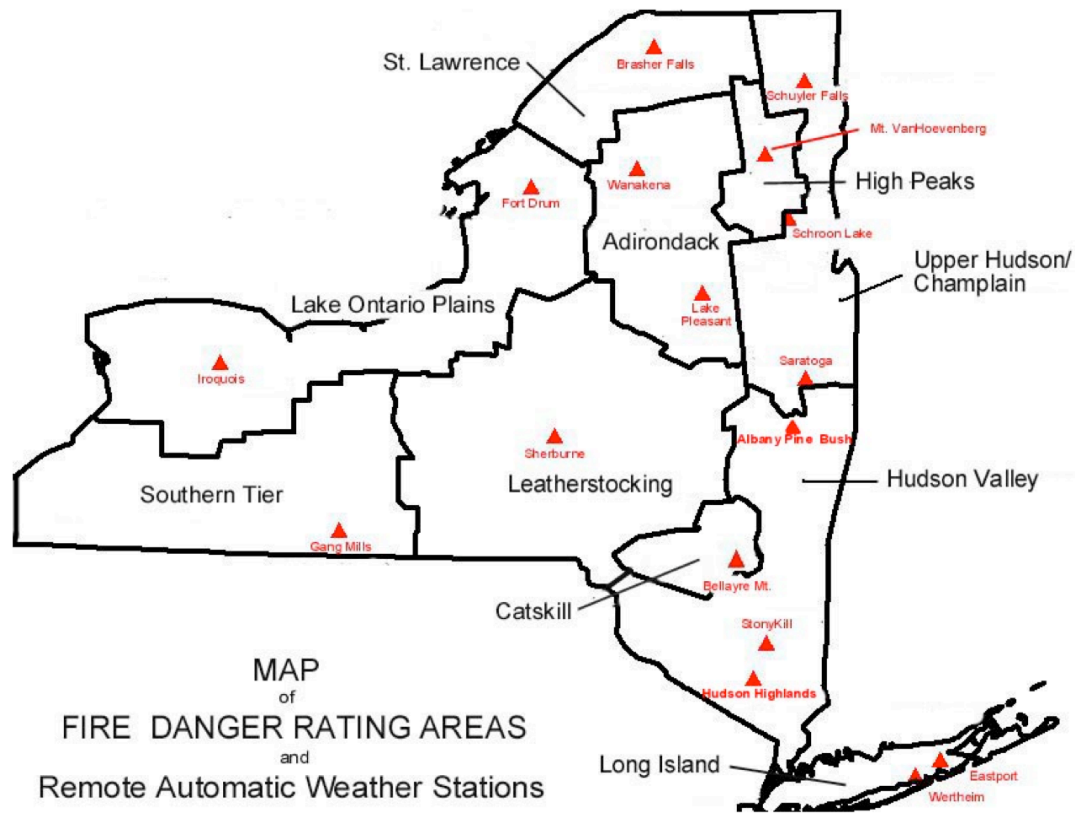 St. Lawrence
Brasher Falls
Schuyler Falls
Mt. VanHoevenberg
Wanakena
High Peaks
Fort Drum
Schroon Lake
Adirondack
Upper Hudson/
Champlain
Lake Ontario Plains
Lake
Pleasant
Saratoga
Iroquois
Albany Pine Bush
Sherburne
Leatherstocking
Hudson Valley
Southern Tier
Gang Mills
Bellayre Mt.
Catskill
StonyKill
Hudson Highlands
MAP
of
FIRE DANGER RATING AREAS
and
Remote Automatic Weather Stations
Long Island
Eastport
Wertheim